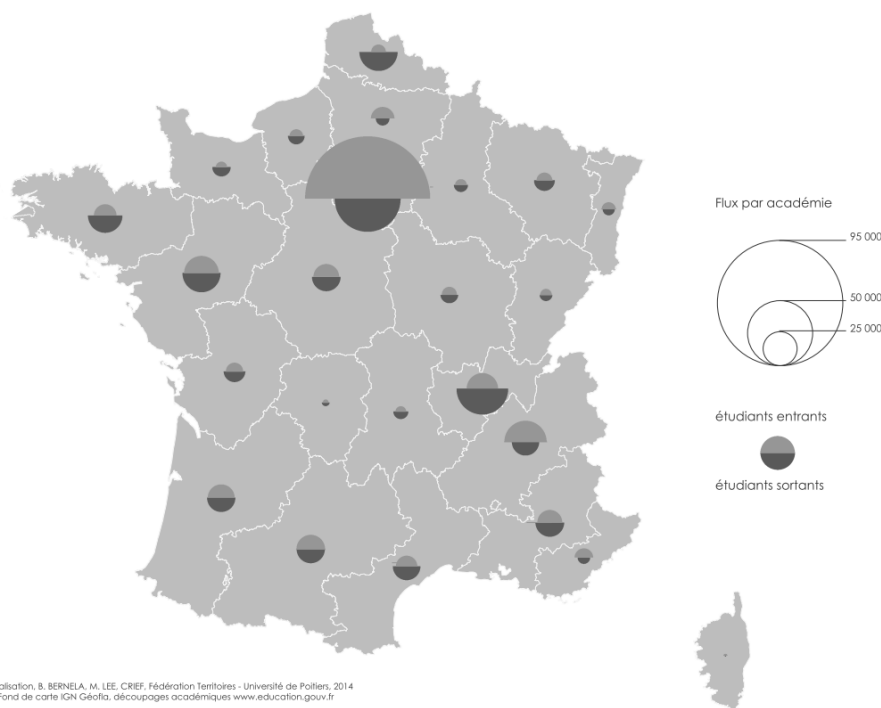 Flux par académie
95 000
50 000
25 000
étudiants entrants
étudiants sortants
alisation, B. BERNELA, M. LEE, CRIEF, Fédération Territoires - Université de Poitiers, 2014
Fond de carte IGN Géofla, découpages académiques www.education.gouv.fr